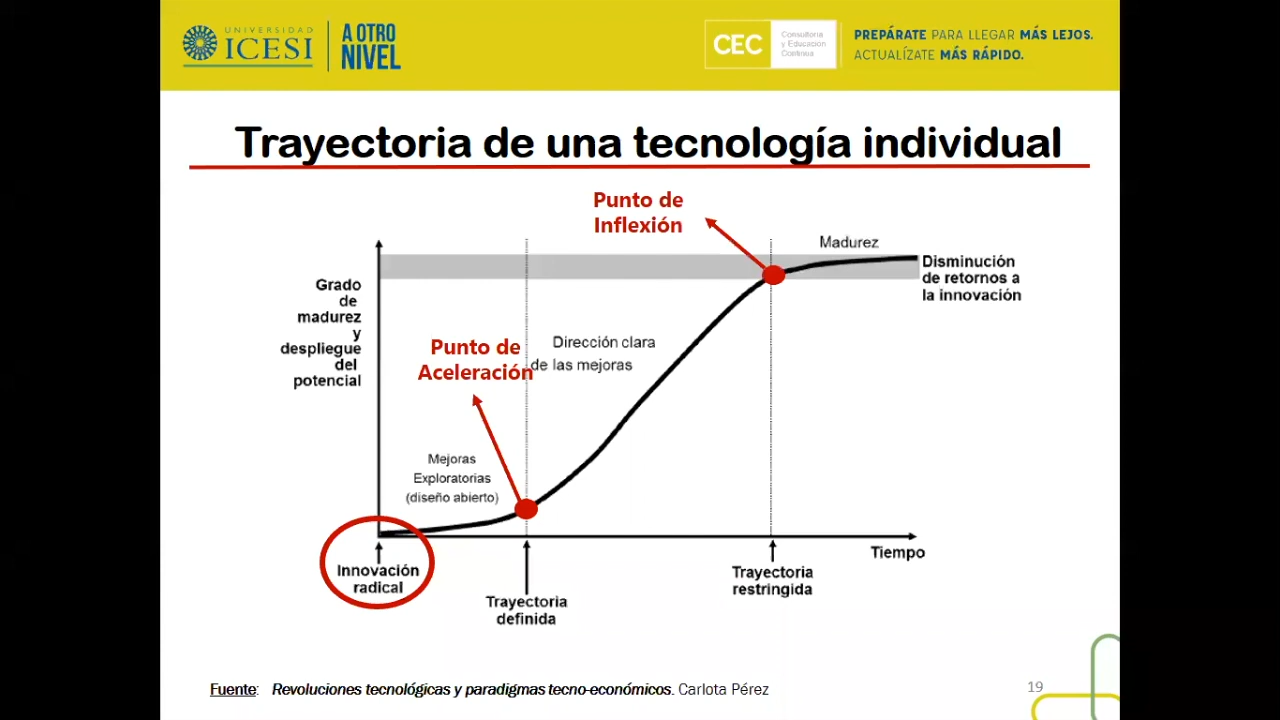 UNIVERSIDAD
ICESI
A OTRO
NIVEL
CEC
Consultoría
y Educación
Continua
PREPÁRATE PARA LLEGAR MÁS LEJOS.
ACTUALÍZATE MÁS RÁPIDO.
Trayectoria de una tecnología individual
Punto de
Inflexión
Madurez
Disminución
de retornos a
la innovación
Grado
de
madurez
y
despliegue
del
potencial
Punto de
Aceleración
Dirección clara
de las mejoras
Mejoras
Exploratorias
(diseño abierto)
Tiempo
Innovación
radical
Trayectoria
definida
Trayectoria
restringida
Fuente: Revoluciones tecnológicas y paradigmas tecno-económicos. Carlota Pérez
19